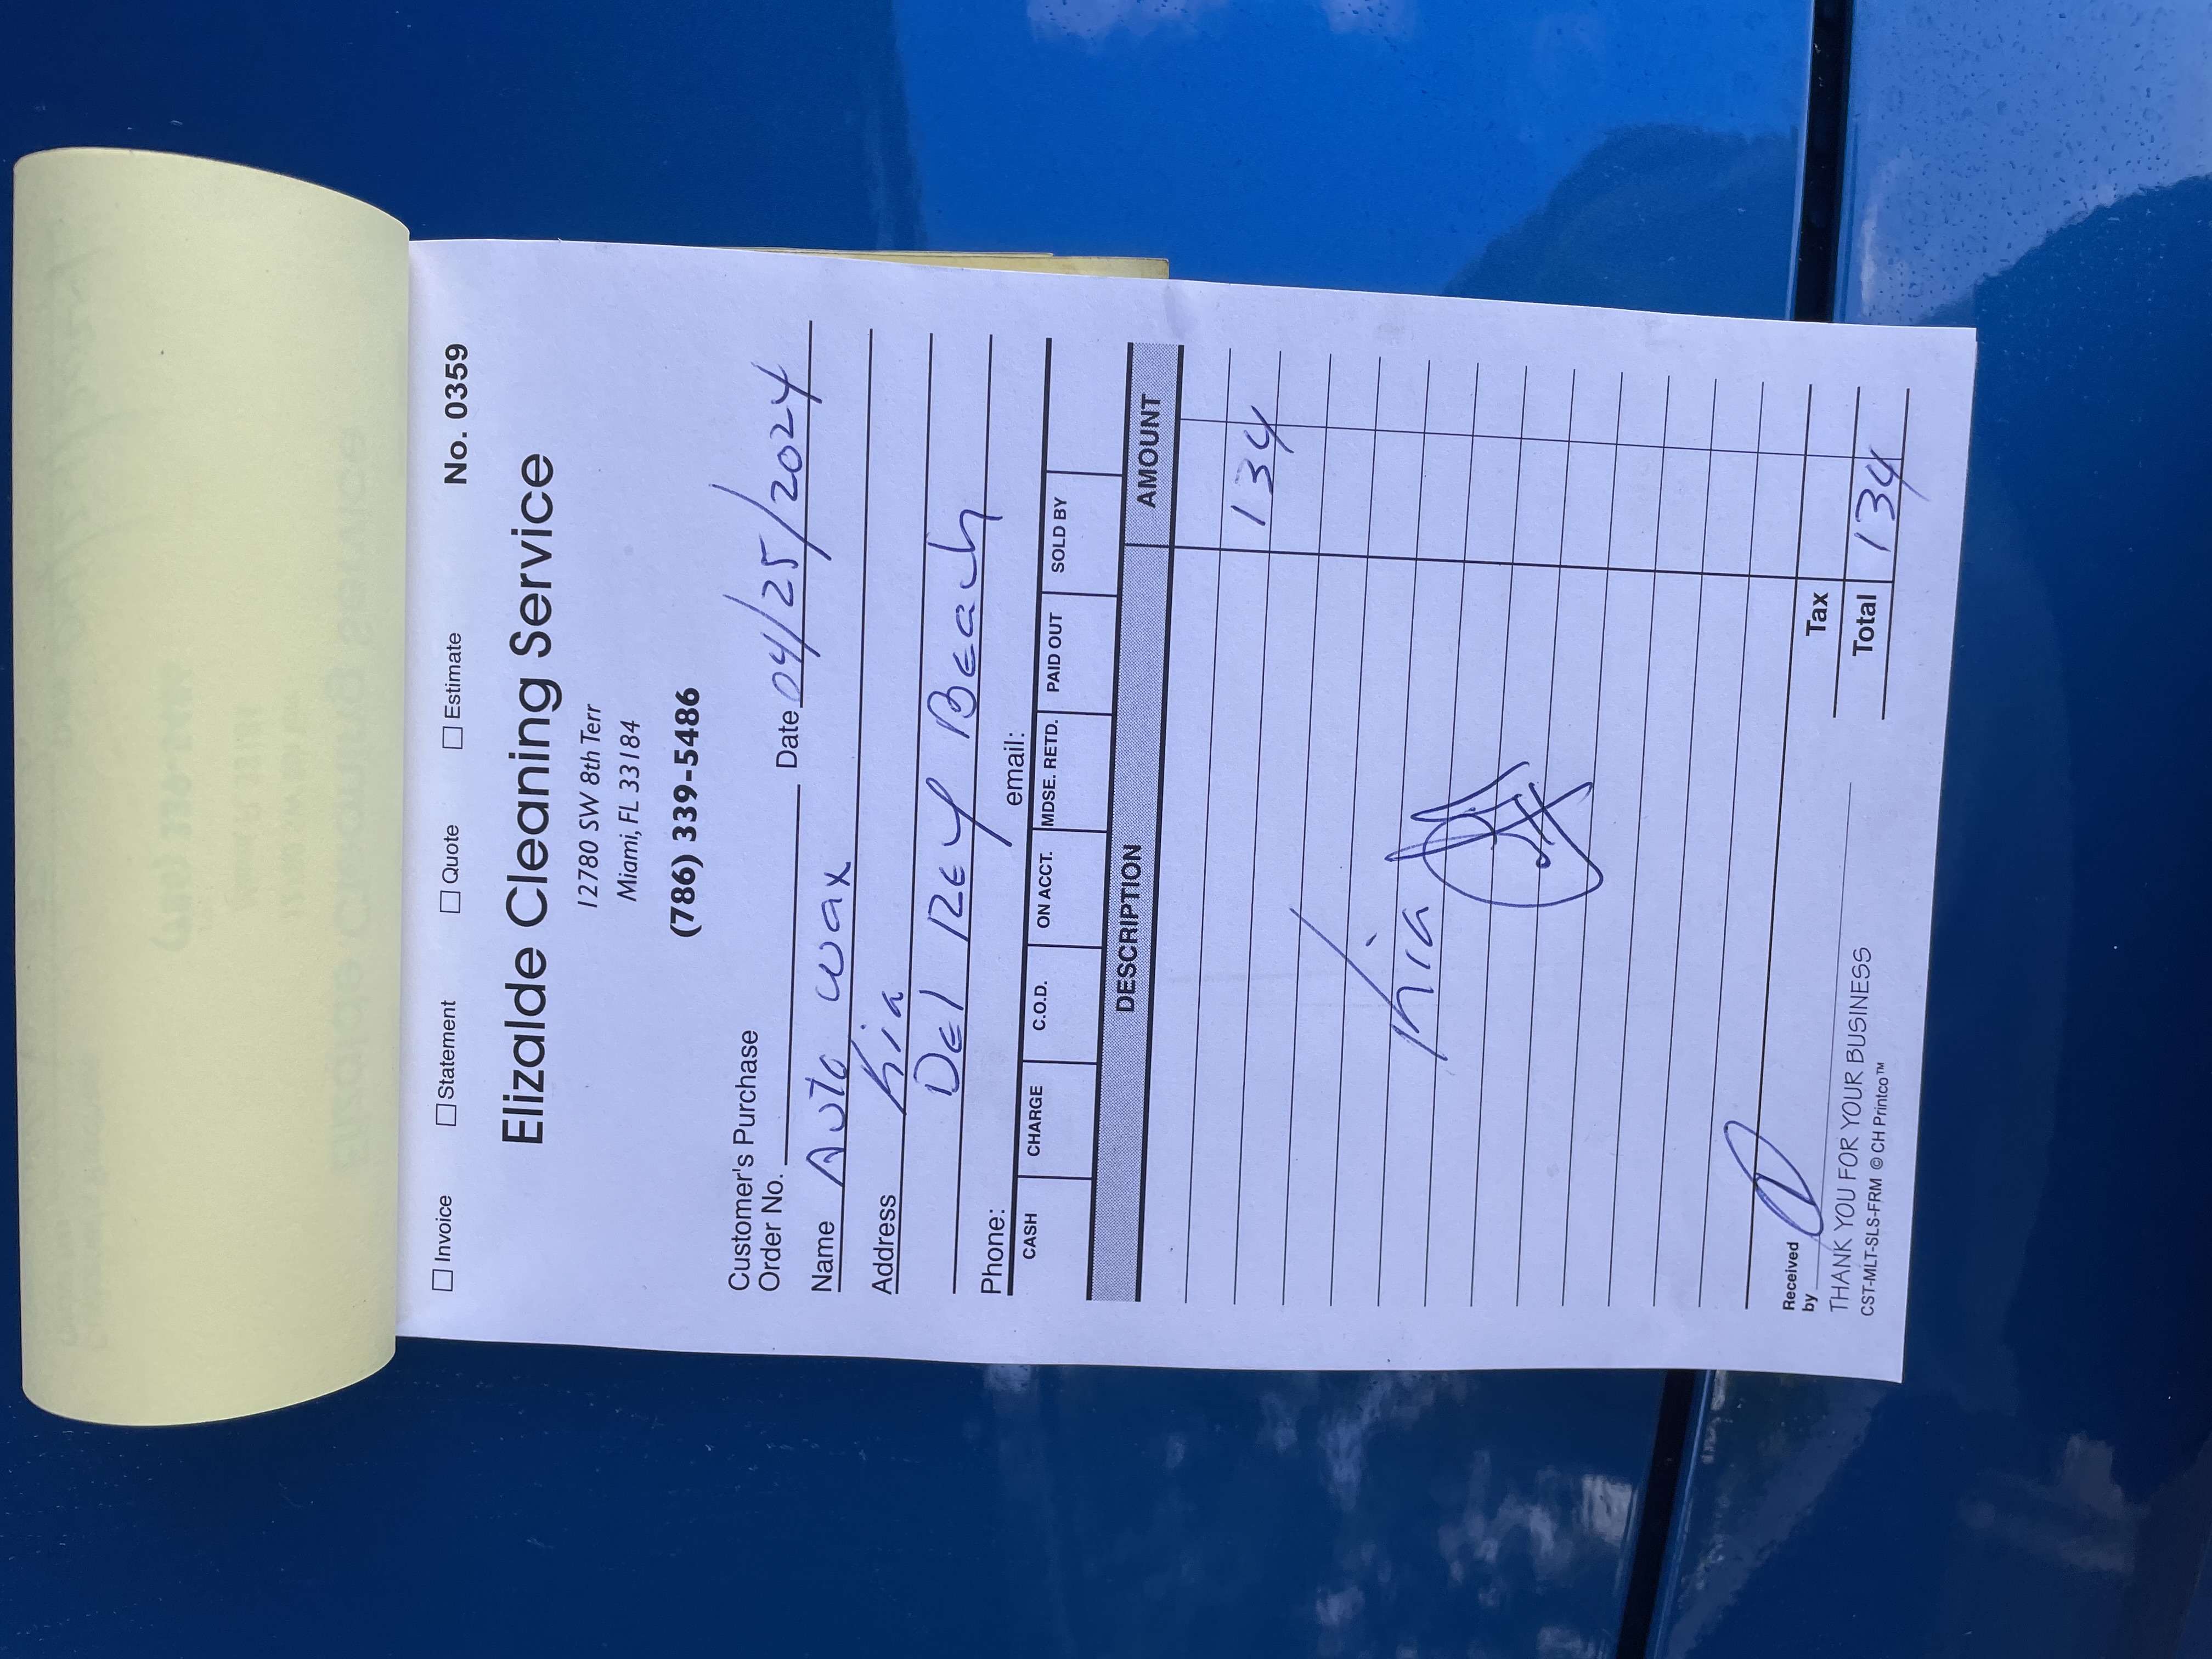 No. 0359
Invoice Statement Quote Estimate
Elizalde Cleaning Service
12780 SW 8th Terr
Miami, FL 33184
(786) 339-5486
Customer's Purchase
Order No. Date 04/25/2024
Name Auto wax
Address Kia
Del Rey Beach
Phone: email:
CASH CHARGE C.O.D. ON ACCT. MDSE. RETD. PAID OUT SOLD BY
DESCRIPTION AMOUNT
134
Kia
Tax
Received
by
Total 134
THANK YOU FOR YOUR BUSINESS
CST-MLT-SLS-FRM © CH Printco™